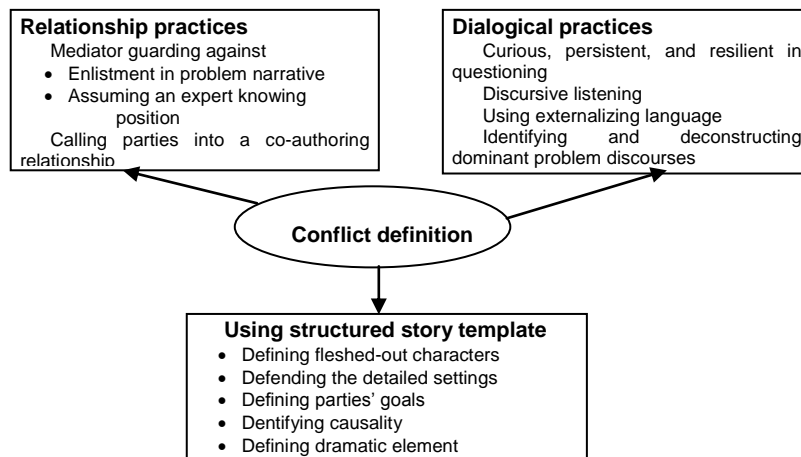 Relationship practices
Mediator guarding against
• Enlistment in problem narrative
• Assuming an expert knowing
position
Calling parties into a co-authoring
relationship
Dialogical practices
Curious, persistent, and resilient in
questioning
Discursive listening
Using externalizing language
Identifying and deconstructing
dominant problem discourses
Conflict definition
Using structured story template
• Defining fleshed-out characters
• Defending the detailed settings
• Defining parties’ goals
• Dentifying causality
• Defining dramatic element